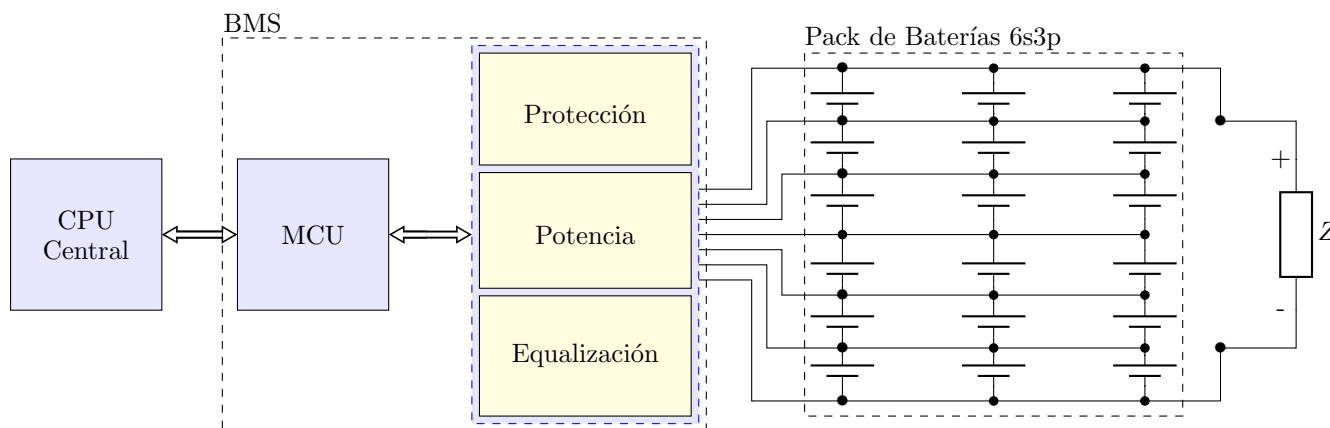 BMS
Pack de Baterías 6s3p
Protección
CPU
Central
MCU
Potencia
Equalización
+
Z
-